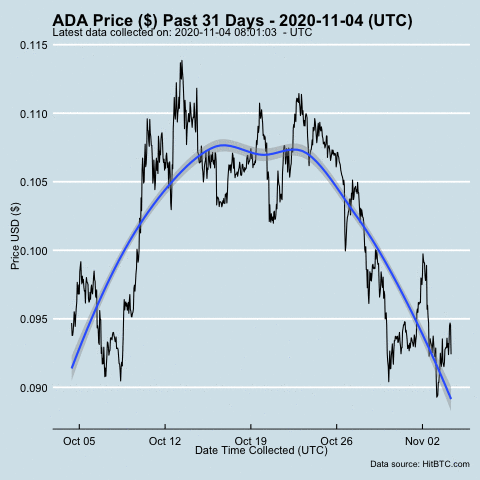 ADA Price ($) Past 31 Days - 2020-11-04 (UTC)
Latest data collected on: 2020-11-04 08:01:03 - UTC
0.115
0.110
0.105
0.100
0.095
0.090
Price USD ($)
Oct 05 Oct 12 Oct 19 Oct 26 Nov 02
Date Time Collected (UTC)
Data source: HitBTC.com